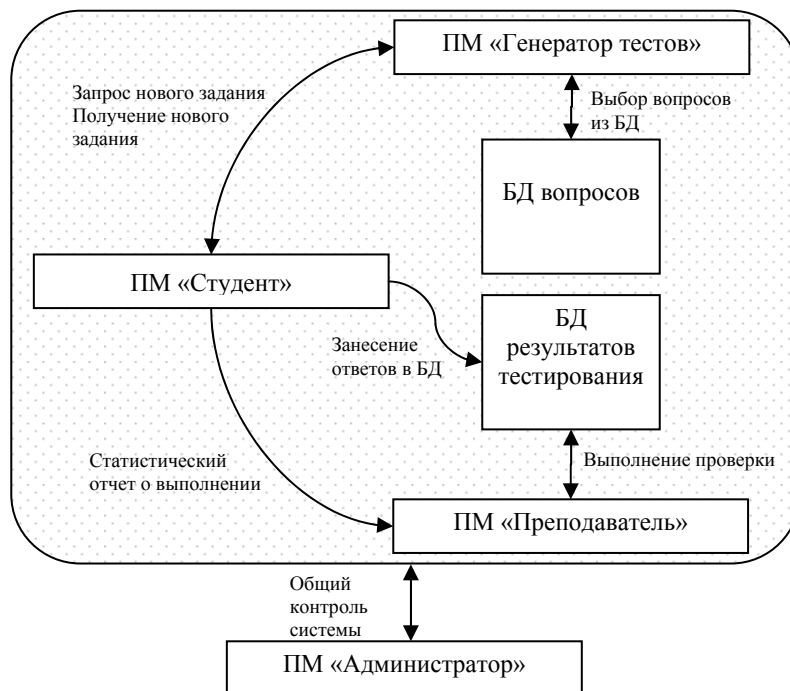 ПМ «Генератор тестов»
Запрос нового задания
Получение нового
задания
Выбор вопросов
из БД
БД вопросов
ПМ «Студент»
БД
результатов
тестирования
Занесение
ответов в БД
Статистический
отчет о выполнении
Выполнение проверки
ПМ «Преподаватель»
Общий
контроль
системы
ПМ «Администратор»